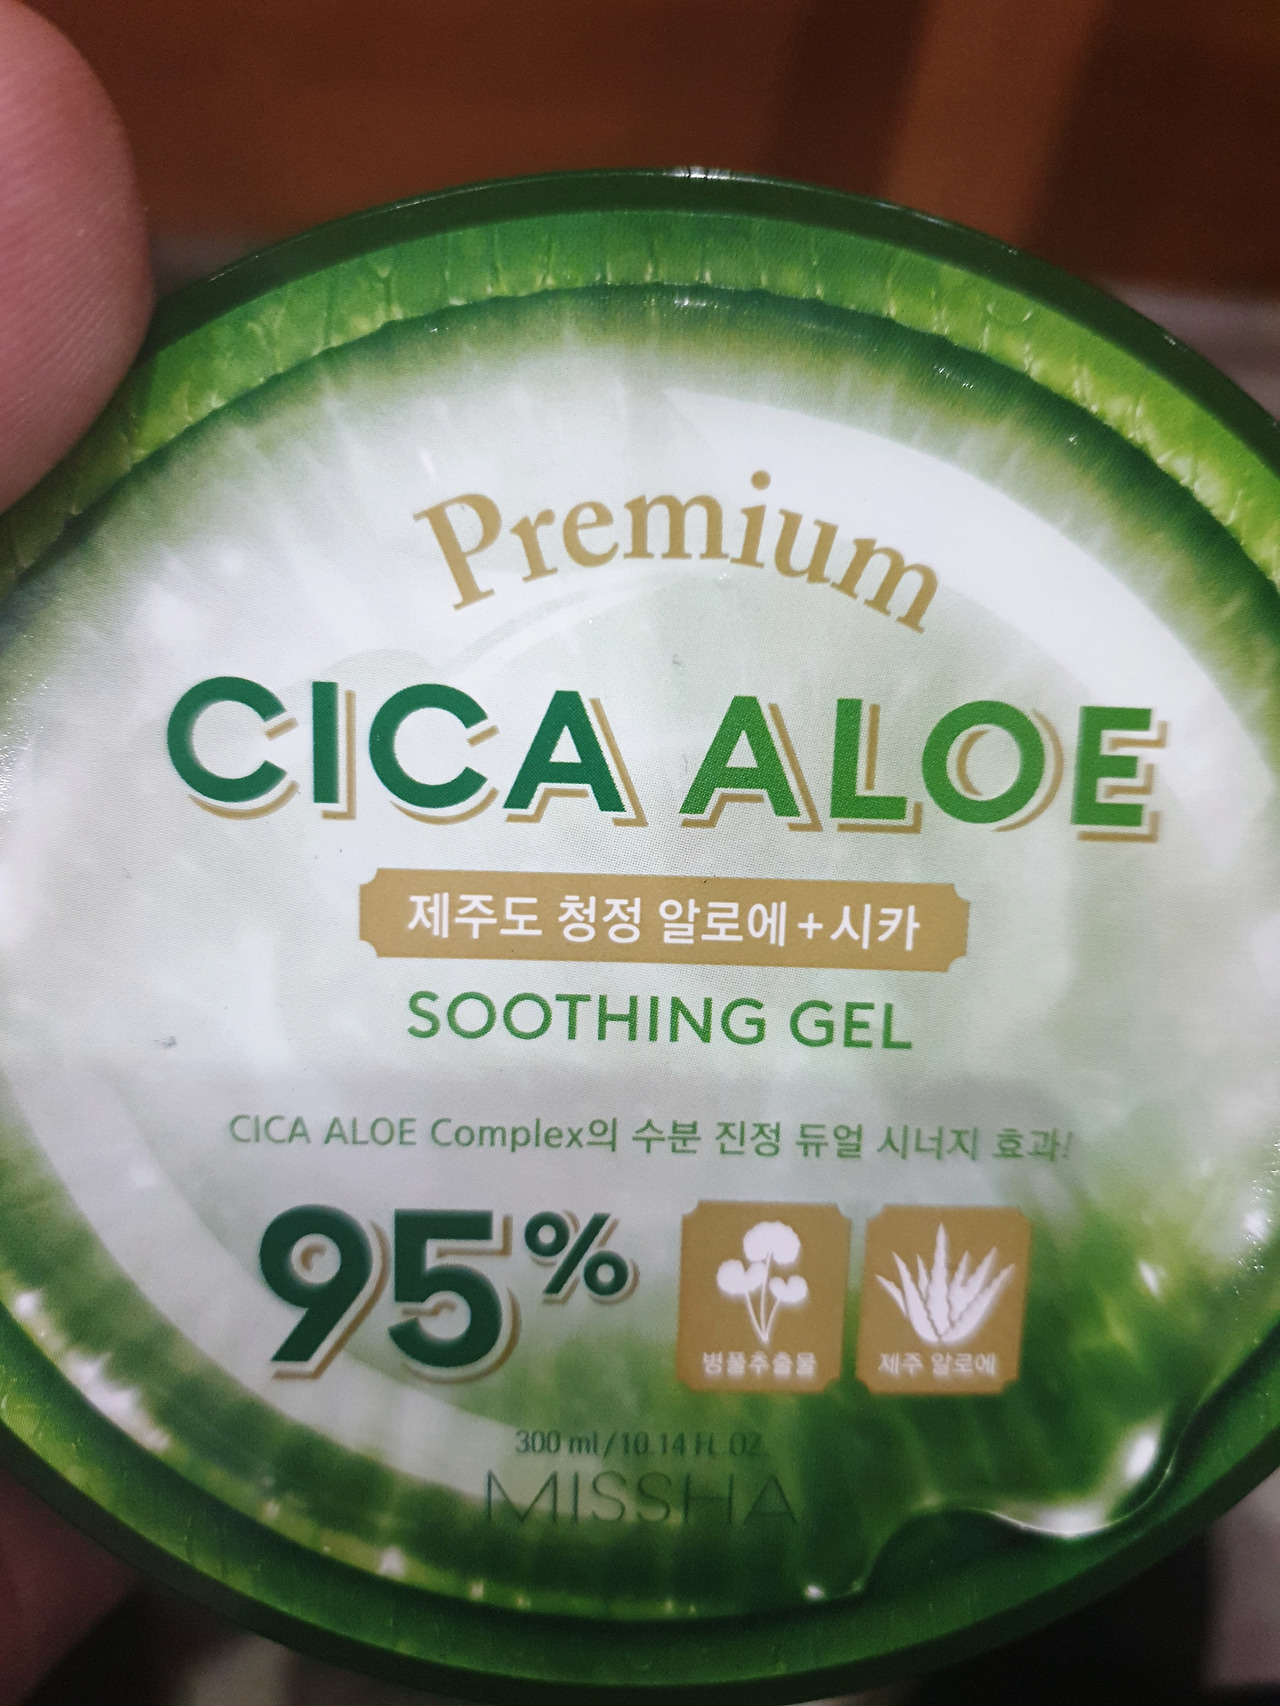 Premium
CICA ALOE
제주도 청정 알로에+시카
SOOTHING GEL
CICA ALOE Complex의 수분 진정 듀얼 시너지 효과!
95%
병풀추출물
제주 알로에
300 ml/10.14 FL.OZ.
MISSHA